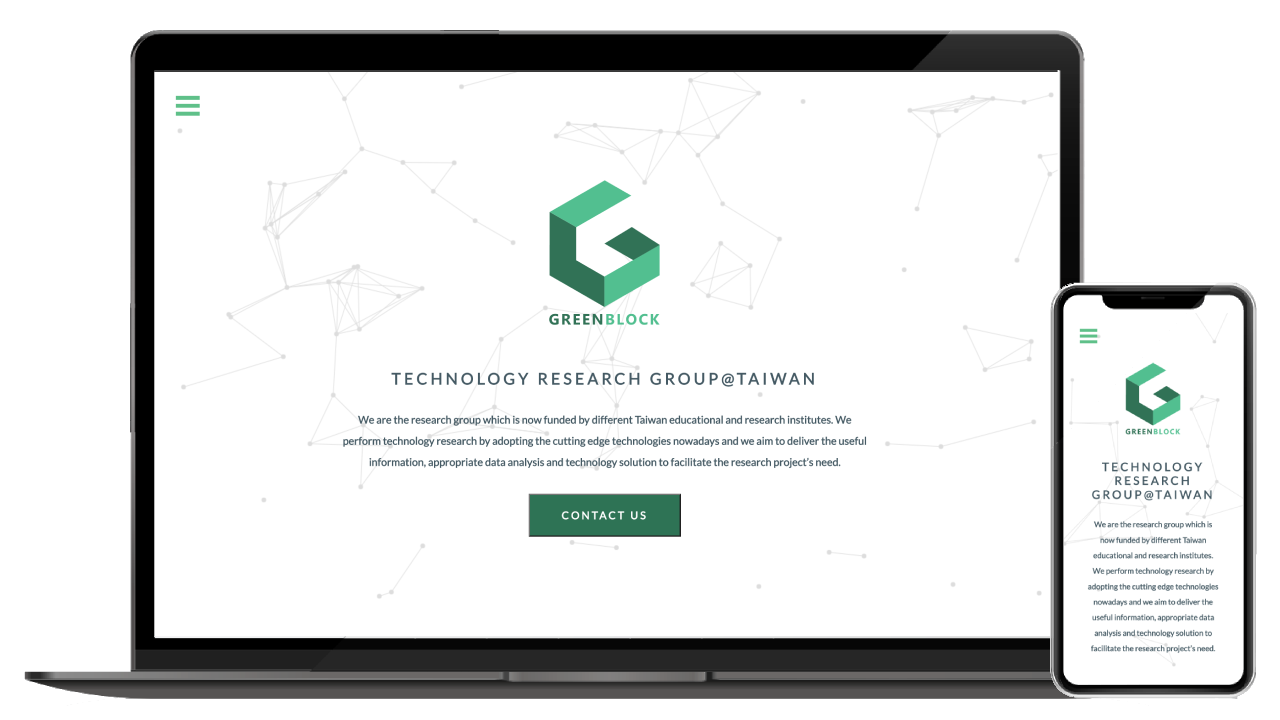 GREENBLOCK
TECHNOLOGY RESEARCH GROUP@TAIWAN
We are the research group which is now funded by different Taiwan educational and research institutes. We
perform technology research by adopting the cutting edge technologies nowadays and we aim to deliver the useful
information, appropriate data analysis and technology solution to facilitate the research project's need.
CONTACT US
GREENBLOCK
TECHNOLOGY
RESEARCH
GROUP@TAIWAN
We are the research group which is
now funded by different Taiwan
educational and research institutes.
We perform technology research by
adopting the cutting edge technologies
nowadays and we aim to deliver the
useful information, appropriate data
analysis and technology solution to
facilitate the research project's need.